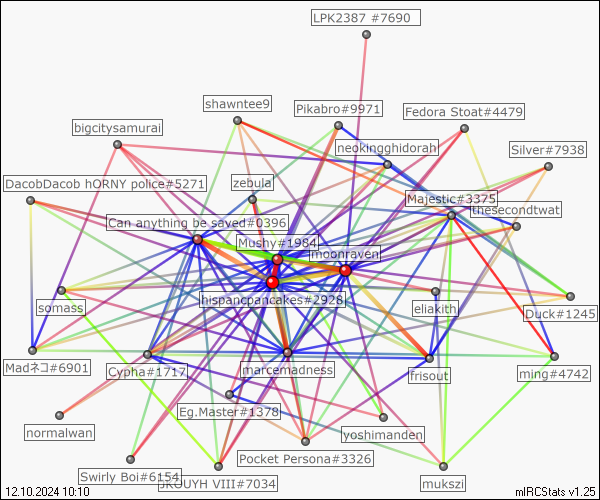 LPK2387 #7690
shawntee9
Pikabro#9971
Fedora Stoat#4479
bigcitysamurai
neokingghidorah
Silver#7938
DacobDacob hORNY police#5271
zebula
Majestic#3375
thesecondtwat
Can anything be saved#0396
Mushy#1984
moonraven
hispancpancakes#2928
eliakith
somass
Duck#1245
Madネコ#6901
Cypha#1717
marcemadness
frisout
ming#4742
Eg.Master#1378
normalwan
yoshimanden
Pocket Persona#3326
Swirly Boi#6154
JROUYH VIII#7034
mukszi
12.10.2024 10:10
mIRCStats v1.25